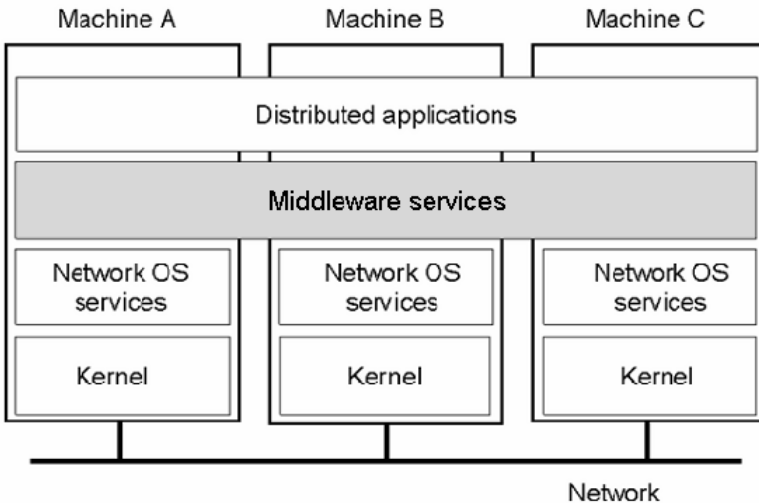 Machine A
Machine B
Machine C
Distributed applications
Middleware services
Network OS
services
Network OS
services
Network OS
services
Kernel
Kernel
Kernel
Network